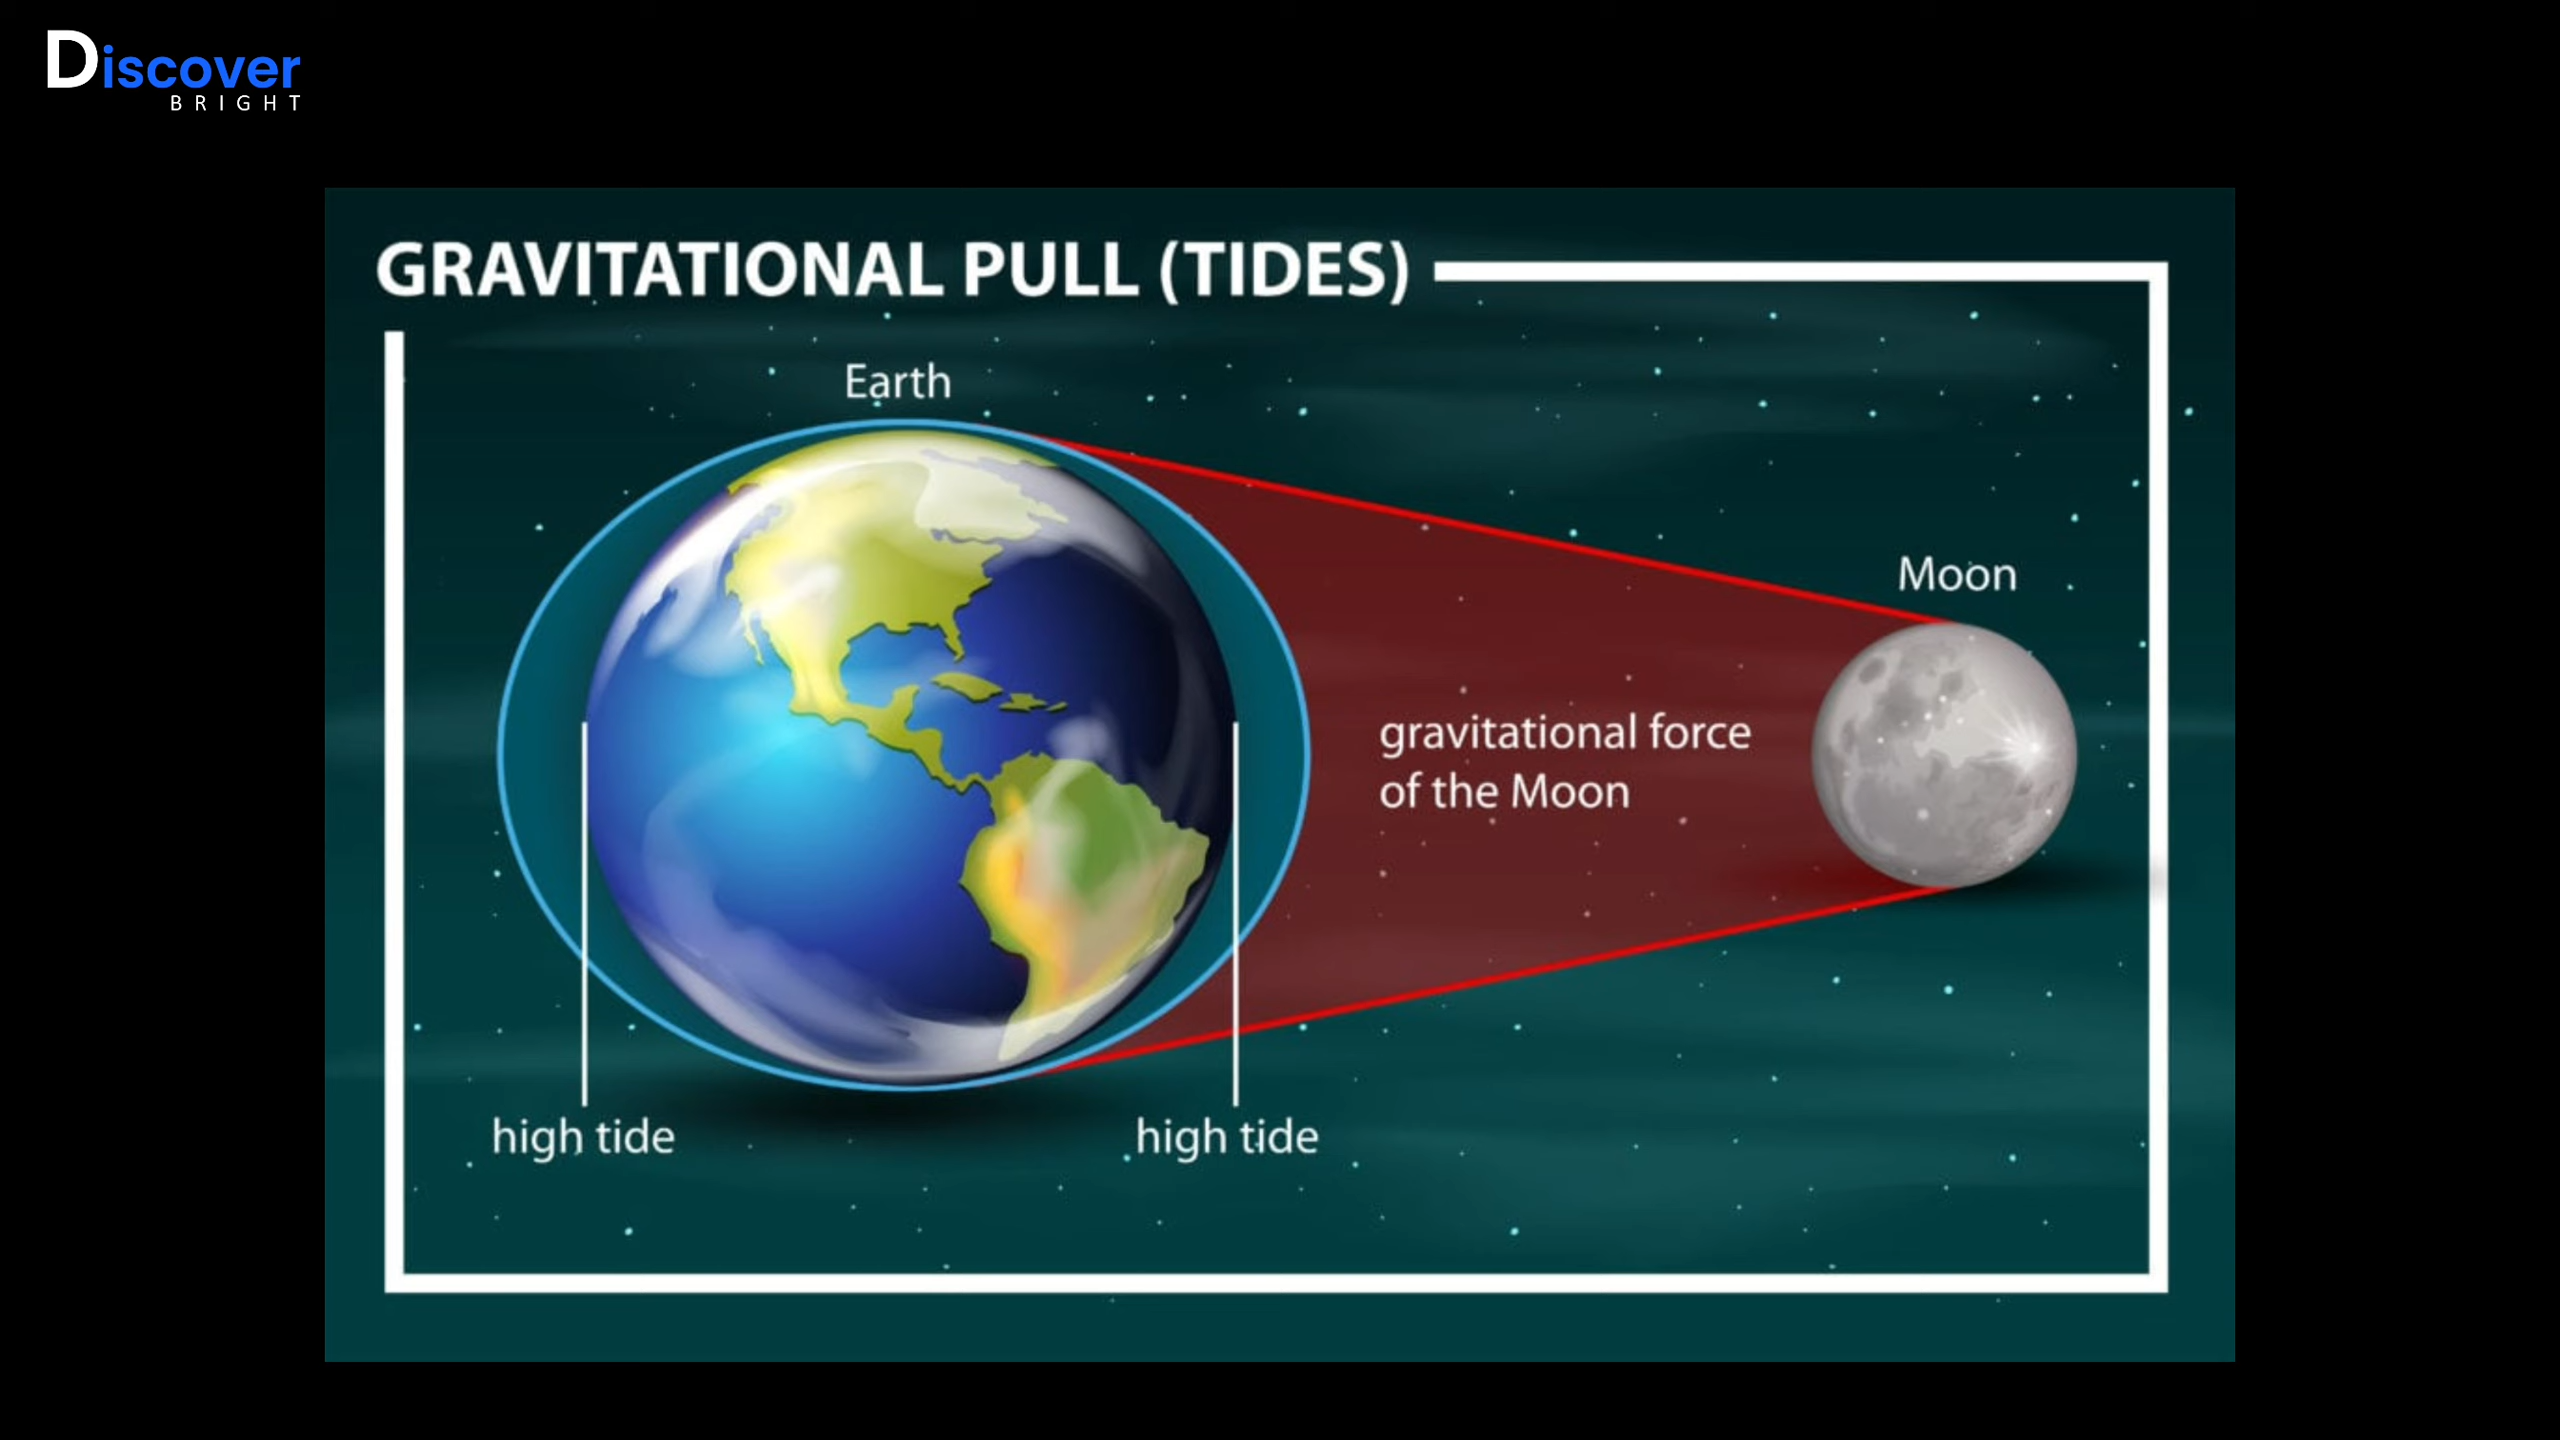 Discover
BRIGHT
GRAVITATIONAL PULL (TIDES)
Earth
Moon
gravitational force
of the Moon
high tide
high tide